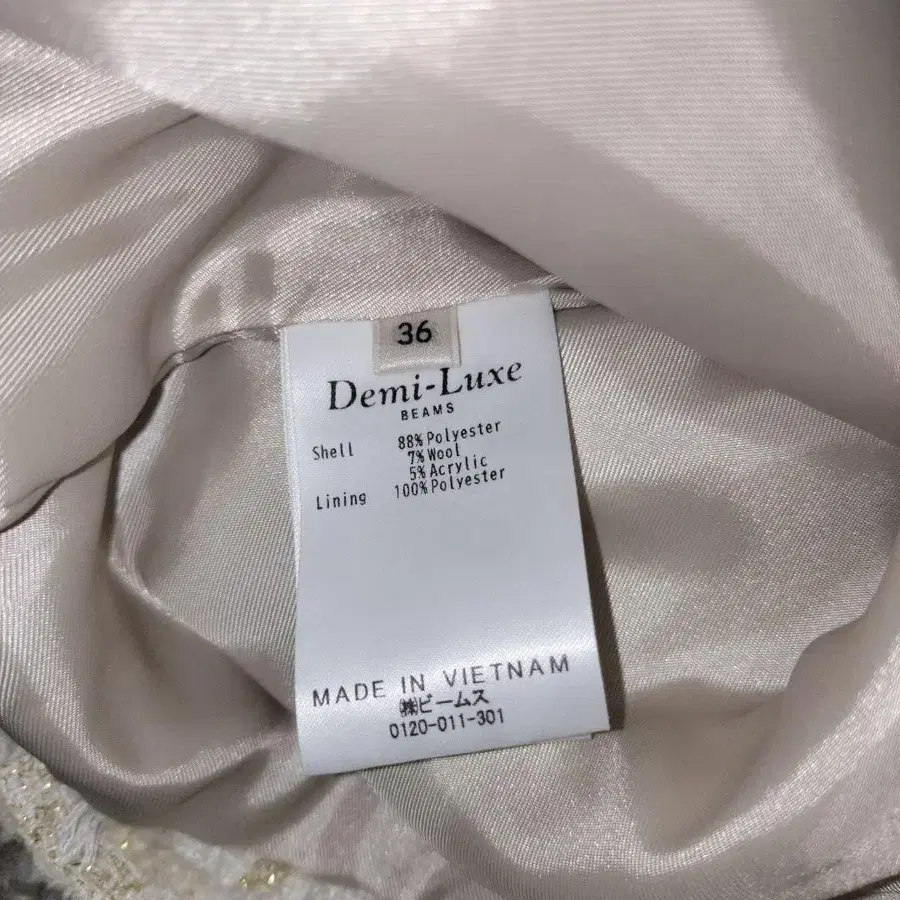 36
Demi-Luxe
BEAMS
Shell 88%Polyester
7%Wool
5%Acrylic
Lining 100%Polyester
MADE IN VIETNAM
㈱ビームス
0120-011-301